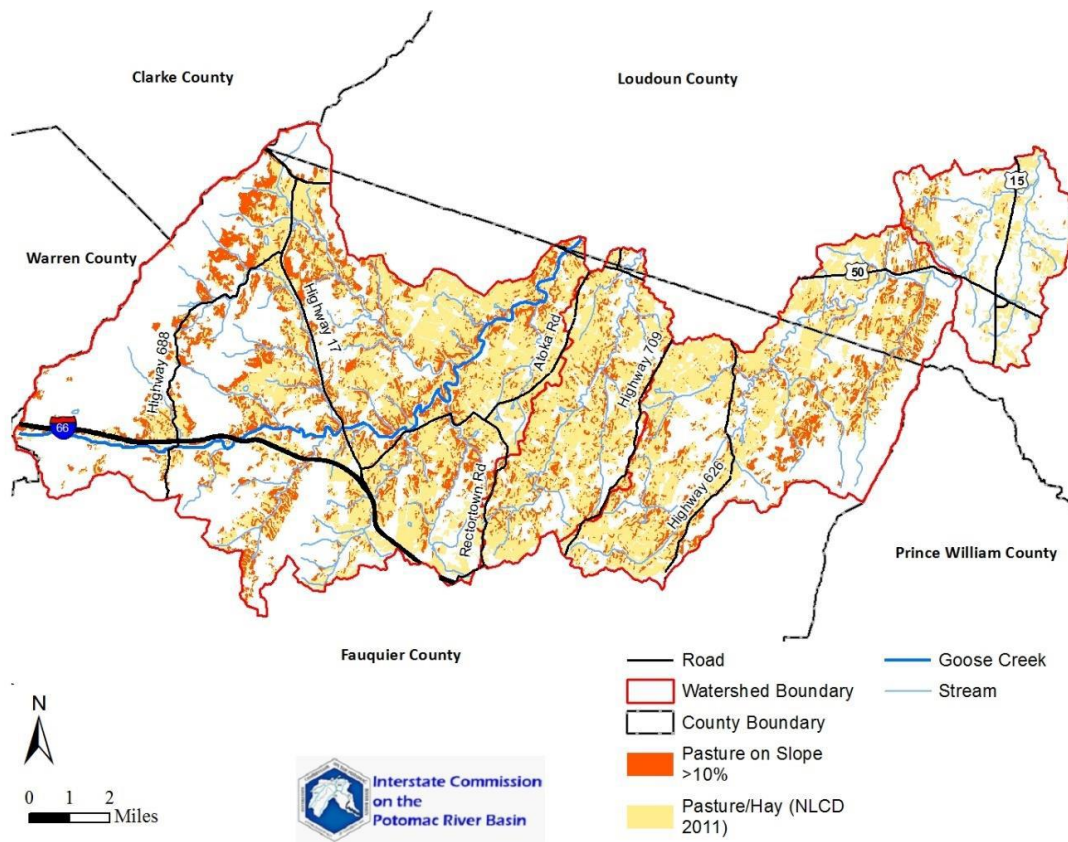 Clarke County
Loudoun County
15
Warren County
50
Highway 17
Atoka Rd
Highway 709
Highway 688
66
Rectortown Rd
Highway 626
Prince William County
Fauquier County
Road
Goose Creek
Watershed Boundary
Stream
County Boundary
Pasture on Slope
>10%
Pasture/Hay (NLCD
2011)
N
0 1 2
Miles
Interstate Commission
on the
Potomac River Basin